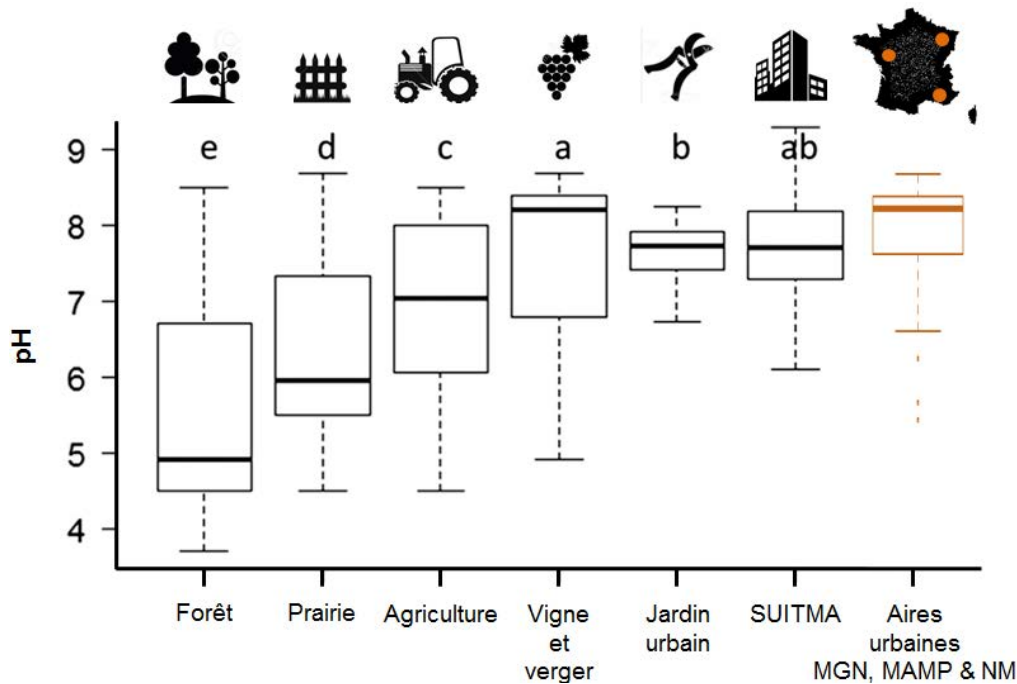 e d c a b ab
9
8
7
6
5
4
pH
Forêt
Prairie
Agriculture
Vigne
et
verger
Jardin
urbain
SUITMA
Aires
urbaines
MGN, MAMP & NM